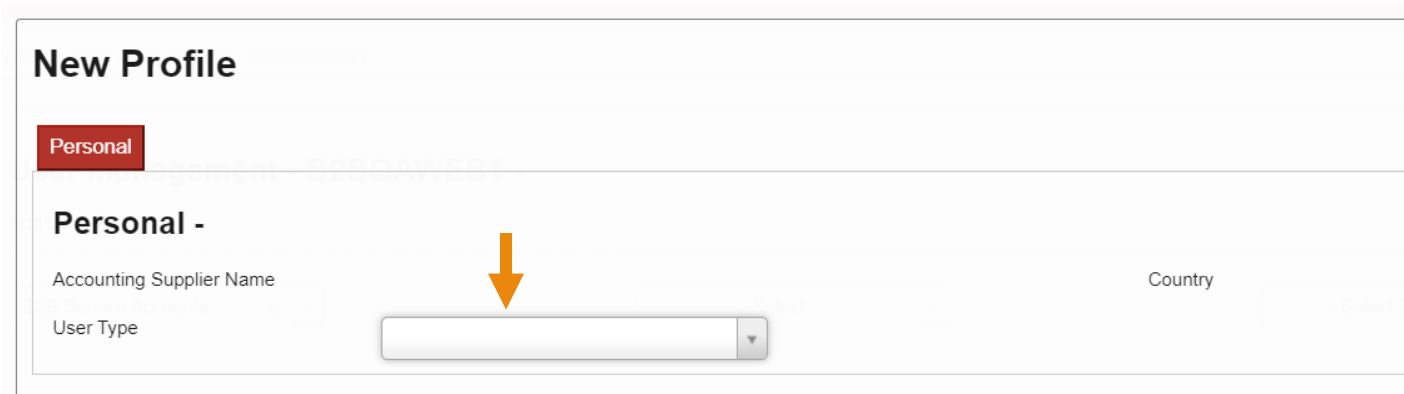 New Profile
Personal
Personal -
Accounting Supplier Name
Country
User Type